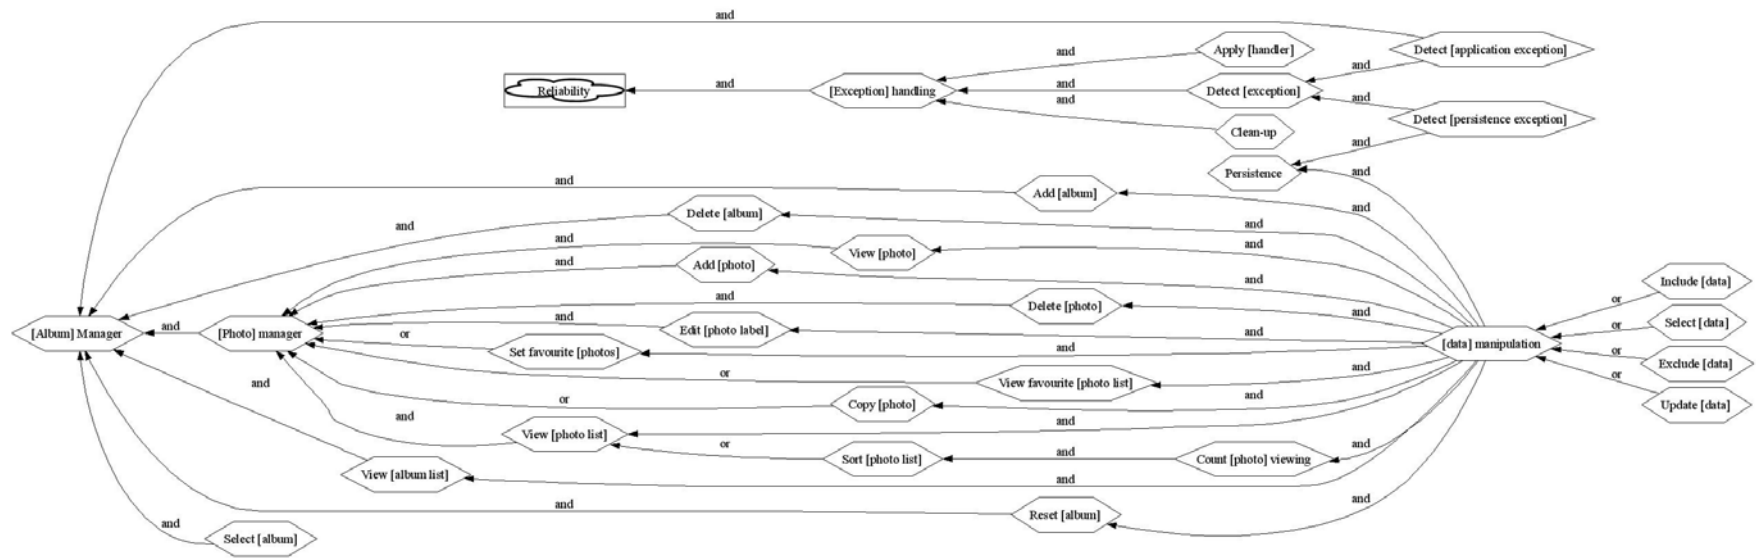 and
Apply [handler]
Detect [application exception]
and
and
Reliability
and
[Exception] handling
and
Detect [exception]
and
and
Detect [persistence exception]
Clean-up
and
Persistence
and
and
Add [album]
and
Delete [album]
and
and
and
View [photo]
and
and
Add [photo]
and
Include [data]
or
and
Delete [photo]
and
Select [data]
or
[Album] Manager
and
[Photo] manager
and
Edit [photo label]
and
[data] manipulation
or
Set favourite [photos]
and
or
Exclude [data]
or
or
View favourite [photo list]
and
and
or
Copy [photo]
and
Update [data]
and
View [photo list]
and
or
Sort [photo list]
and
Count [photo] viewing
and
View [album list]
and
and
Reset [album]
and
and
Select [album]